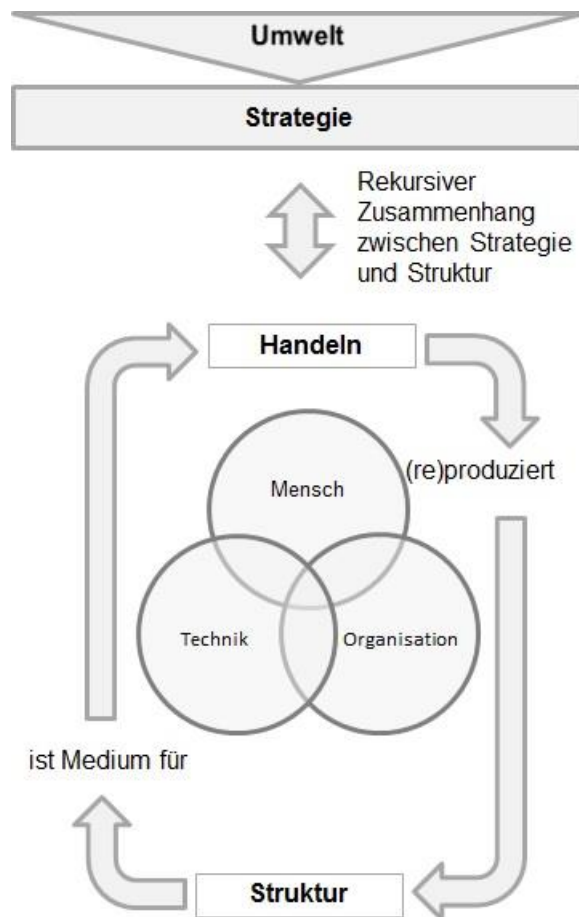 Umwelt
Strategie
Rekursiver
Zusammenhang
zwischen Strategie
und Struktur
Handeln
(re)produziert
Mensch
Technik
Organisation
ist Medium für
Struktur